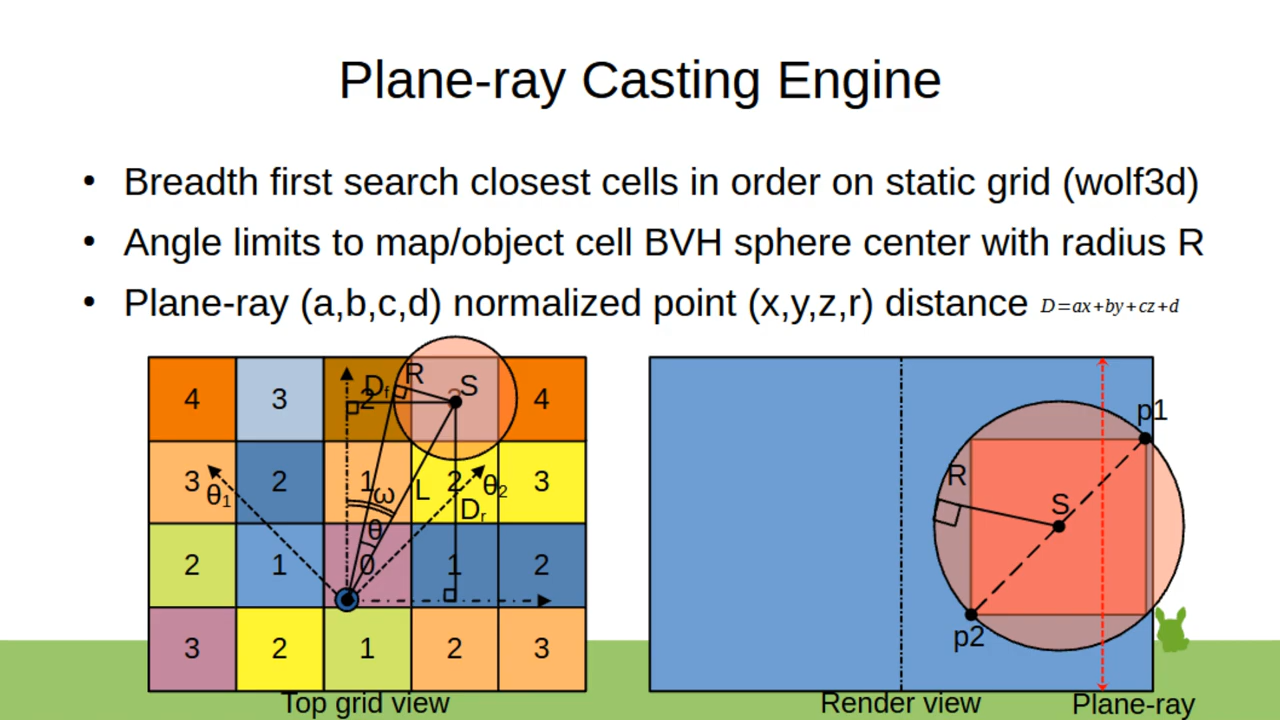 Plane-ray Casting Engine
• Breadth first search closest cells in order on static grid (wolf3d)
• Angle limits to map/object cell BVH sphere center with radius R
• Plane-ray (a,b,c,d) normalized point (x,y,z,r) distance D=ax+by+cz+d
4 3 2 Df R 3 S 4
3 θ1 2 1 ω L 2 θ2 3
Dr
θ
2 1 0 1 2
3 2 1 2 3
Top grid view
p1
R
S
p2
Render view
Plane-ray